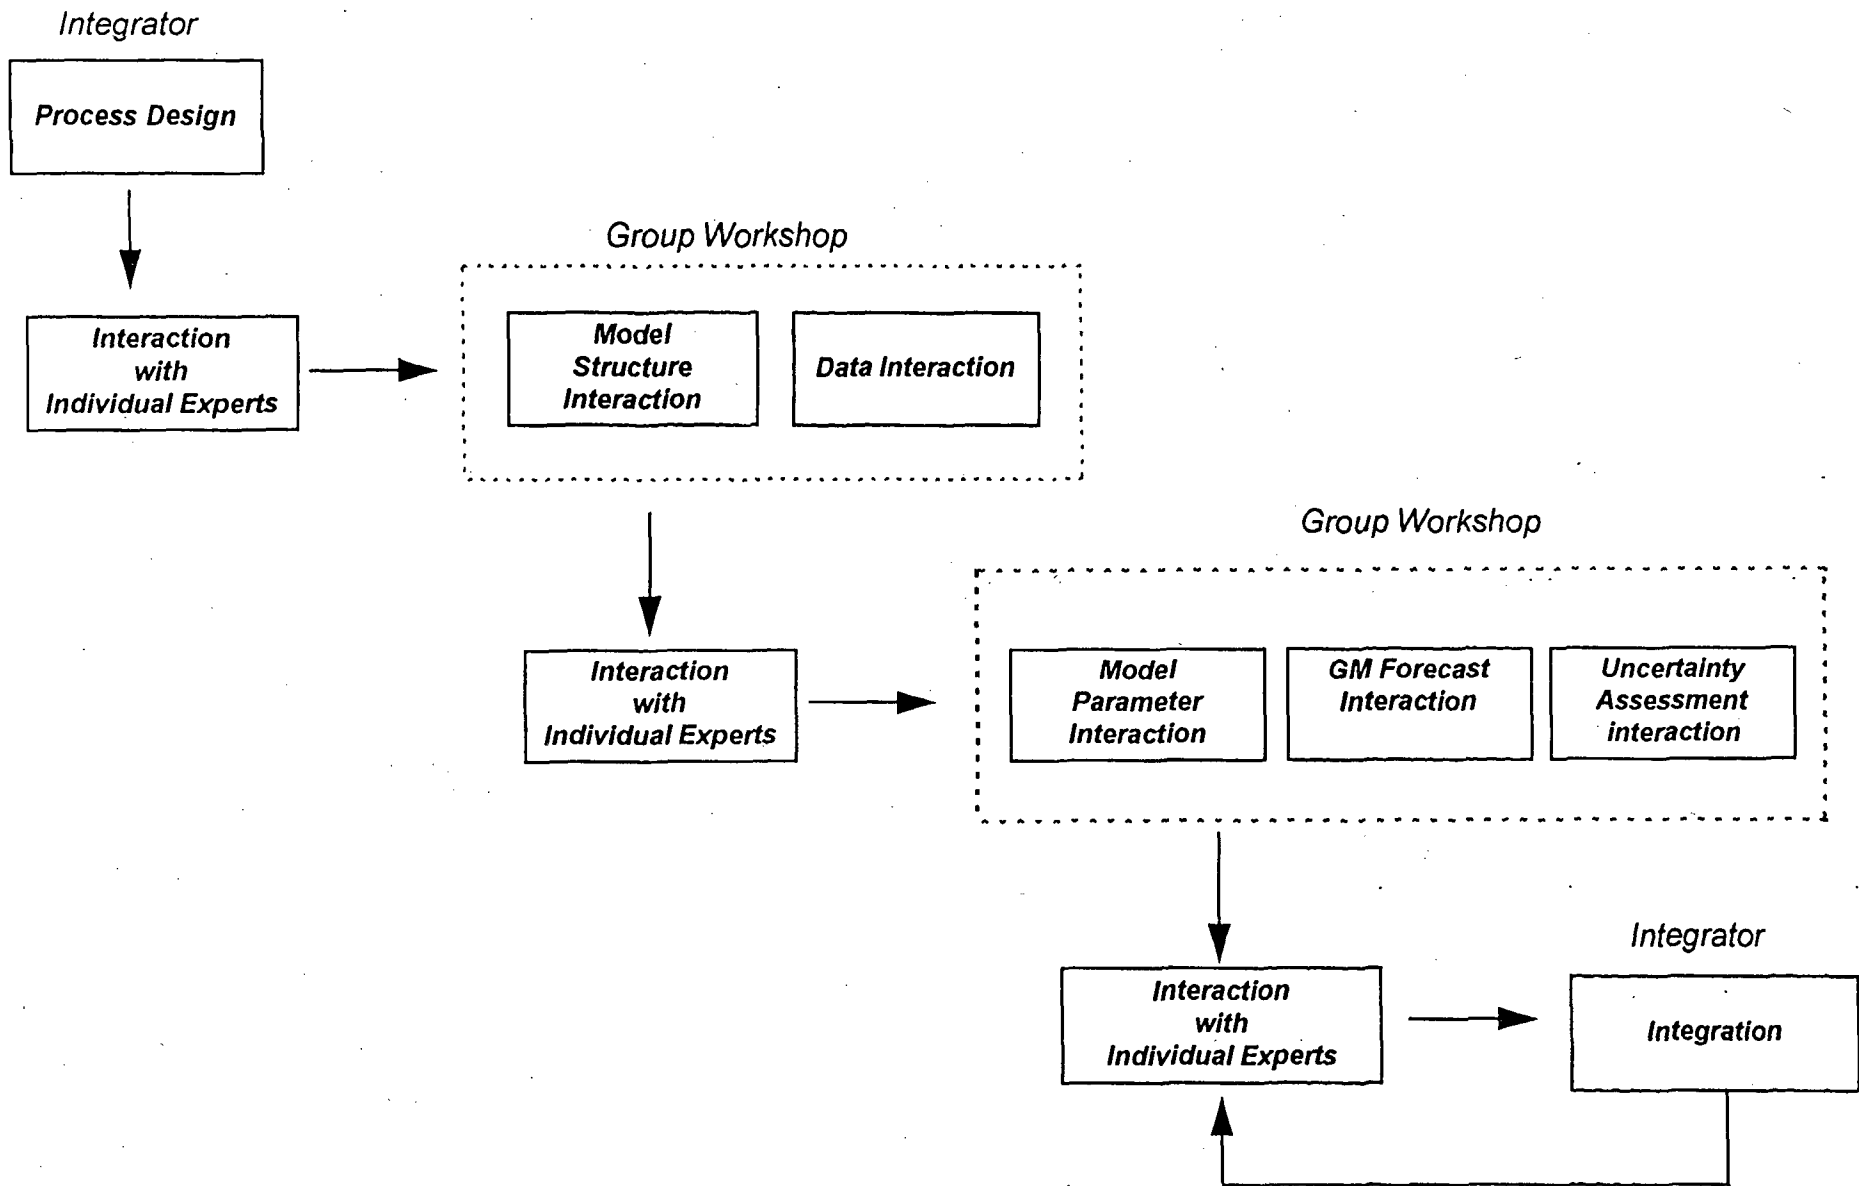 Integrator
Process Design
Group Workshop
Interaction
with
Individual Experts
Model
Structure
Interaction
Data Interaction
Group Workshop
Interaction
with
Individual Experts
Model
Parameter
Interaction
GM Forecast
Interaction
Uncertainty
Assessment
interaction
Integrator
Interaction
with
Individual Experts
Integration